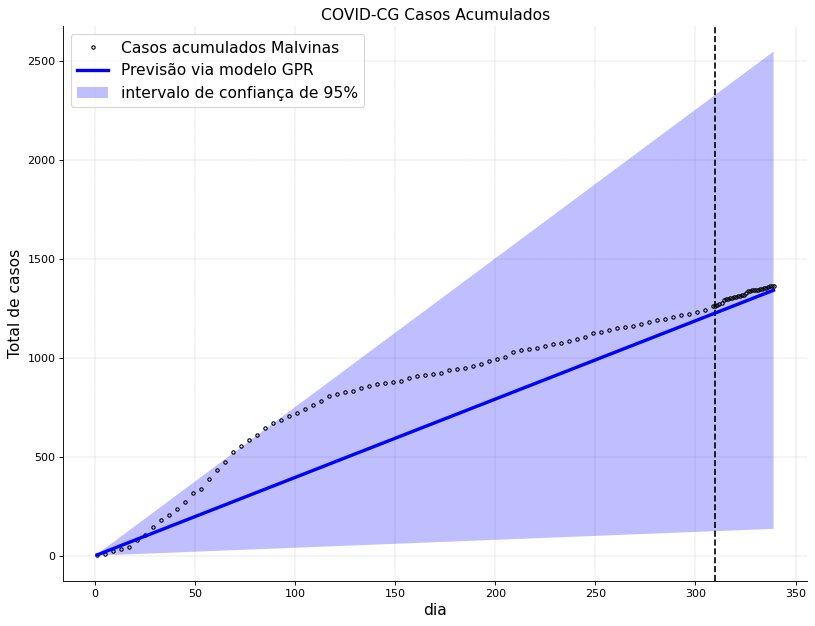 COVID-CG Casos Acumulados
Casos acumulados Malvinas
Previsão via modelo GPR
intervalo de confiança de 95%
Total de casos
2500
2000
1500
1000
500
0
0 50 100 150 200 250 300 350
dia